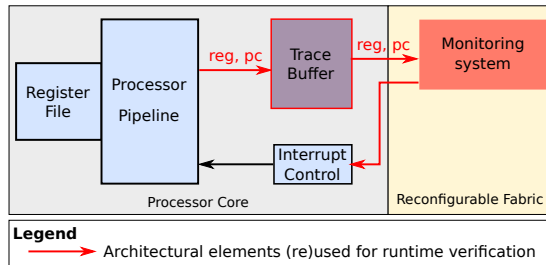 Register
File
Processor
Pipeline
reg, pc
Trace
Buffer
reg, pc
Monitoring
system
Interrupt
Control
Processor Core
Reconfigurable Fabric
Legend
Architectural elements (re)used for runtime verification